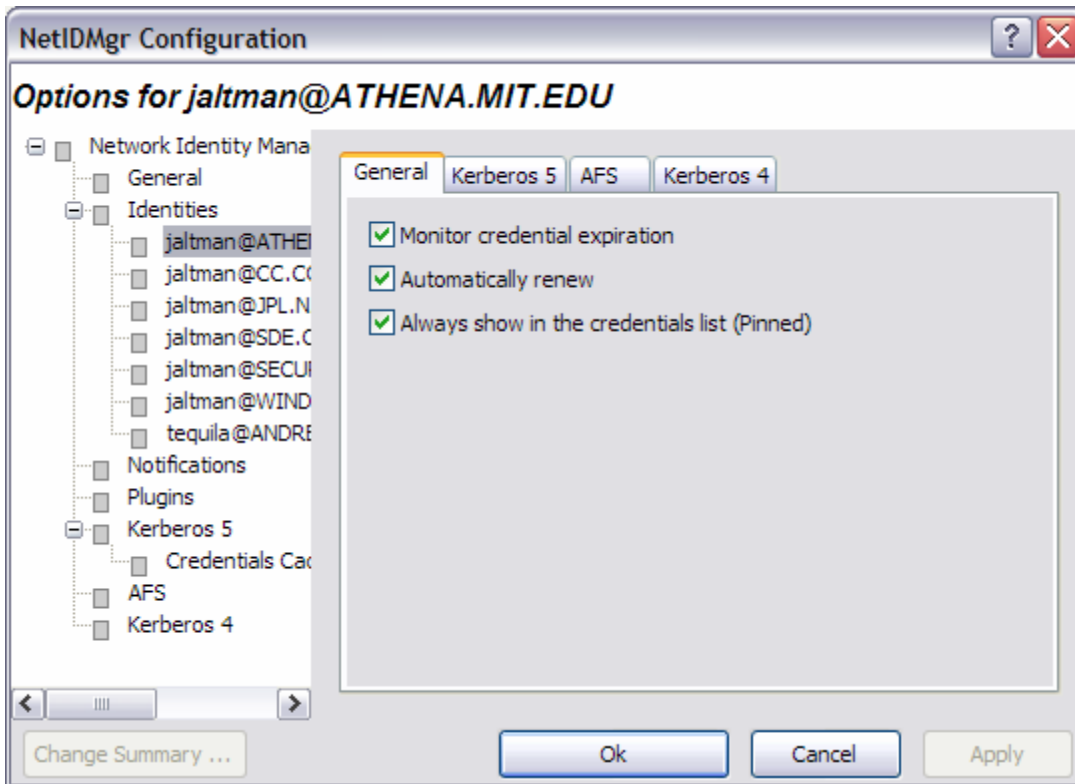 NetIDMgr Configuration
Options for jaltman@ATHENA.MIT.EDU
Network Identity Mana
General
Identities
jaltman@ATHE
jaltman@CC.CO
jaltman@JPL.N
jaltman@SDE.C
jaltman@SECUR
jaltman@WIND
tequila@ANDRE
Notifications
Plugins
Kerberos 5
Credentials Cac
AFS
Kerberos 4
General Kerberos 5 AFS Kerberos 4
Monitor credential expiration
Automatically renew
Always show in the credentials list (Pinned)
Change Summary ... Ok Cancel Apply